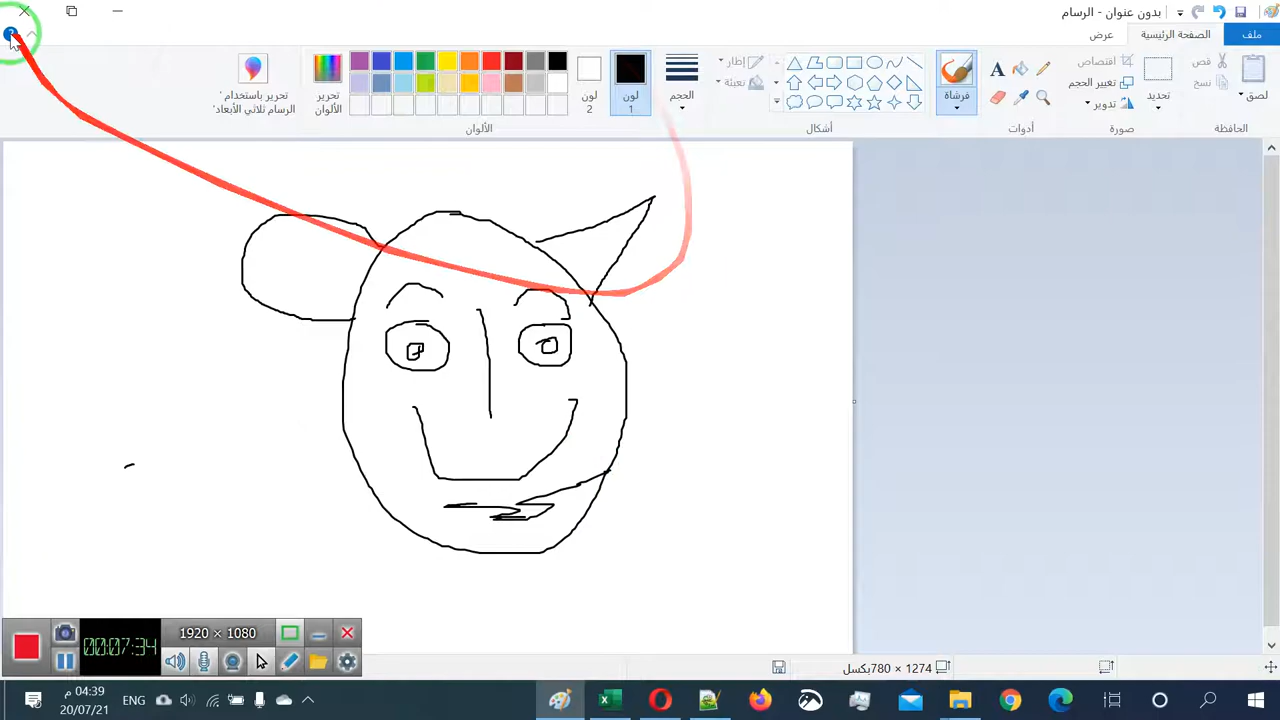 بدون عنوان - الرسام
ملف
الصفحة الرئيسية
عرض
لصق
قص
نسخ
الحافظة
تحديد
اقتصاص
تغيير الحجم
تدوير
صورة
A
أدوات
فرشاة
إطار
تعبئة
أشكال
الحجم
لون
1
لون
2
الألوان
تحرير
الألوان
تحرير باستخدام
الرسام ثلاثي الأبعاد
00:07:34
1920 × 1080
1274 × 780بكسل
04:39 م
20/07/21
ENG